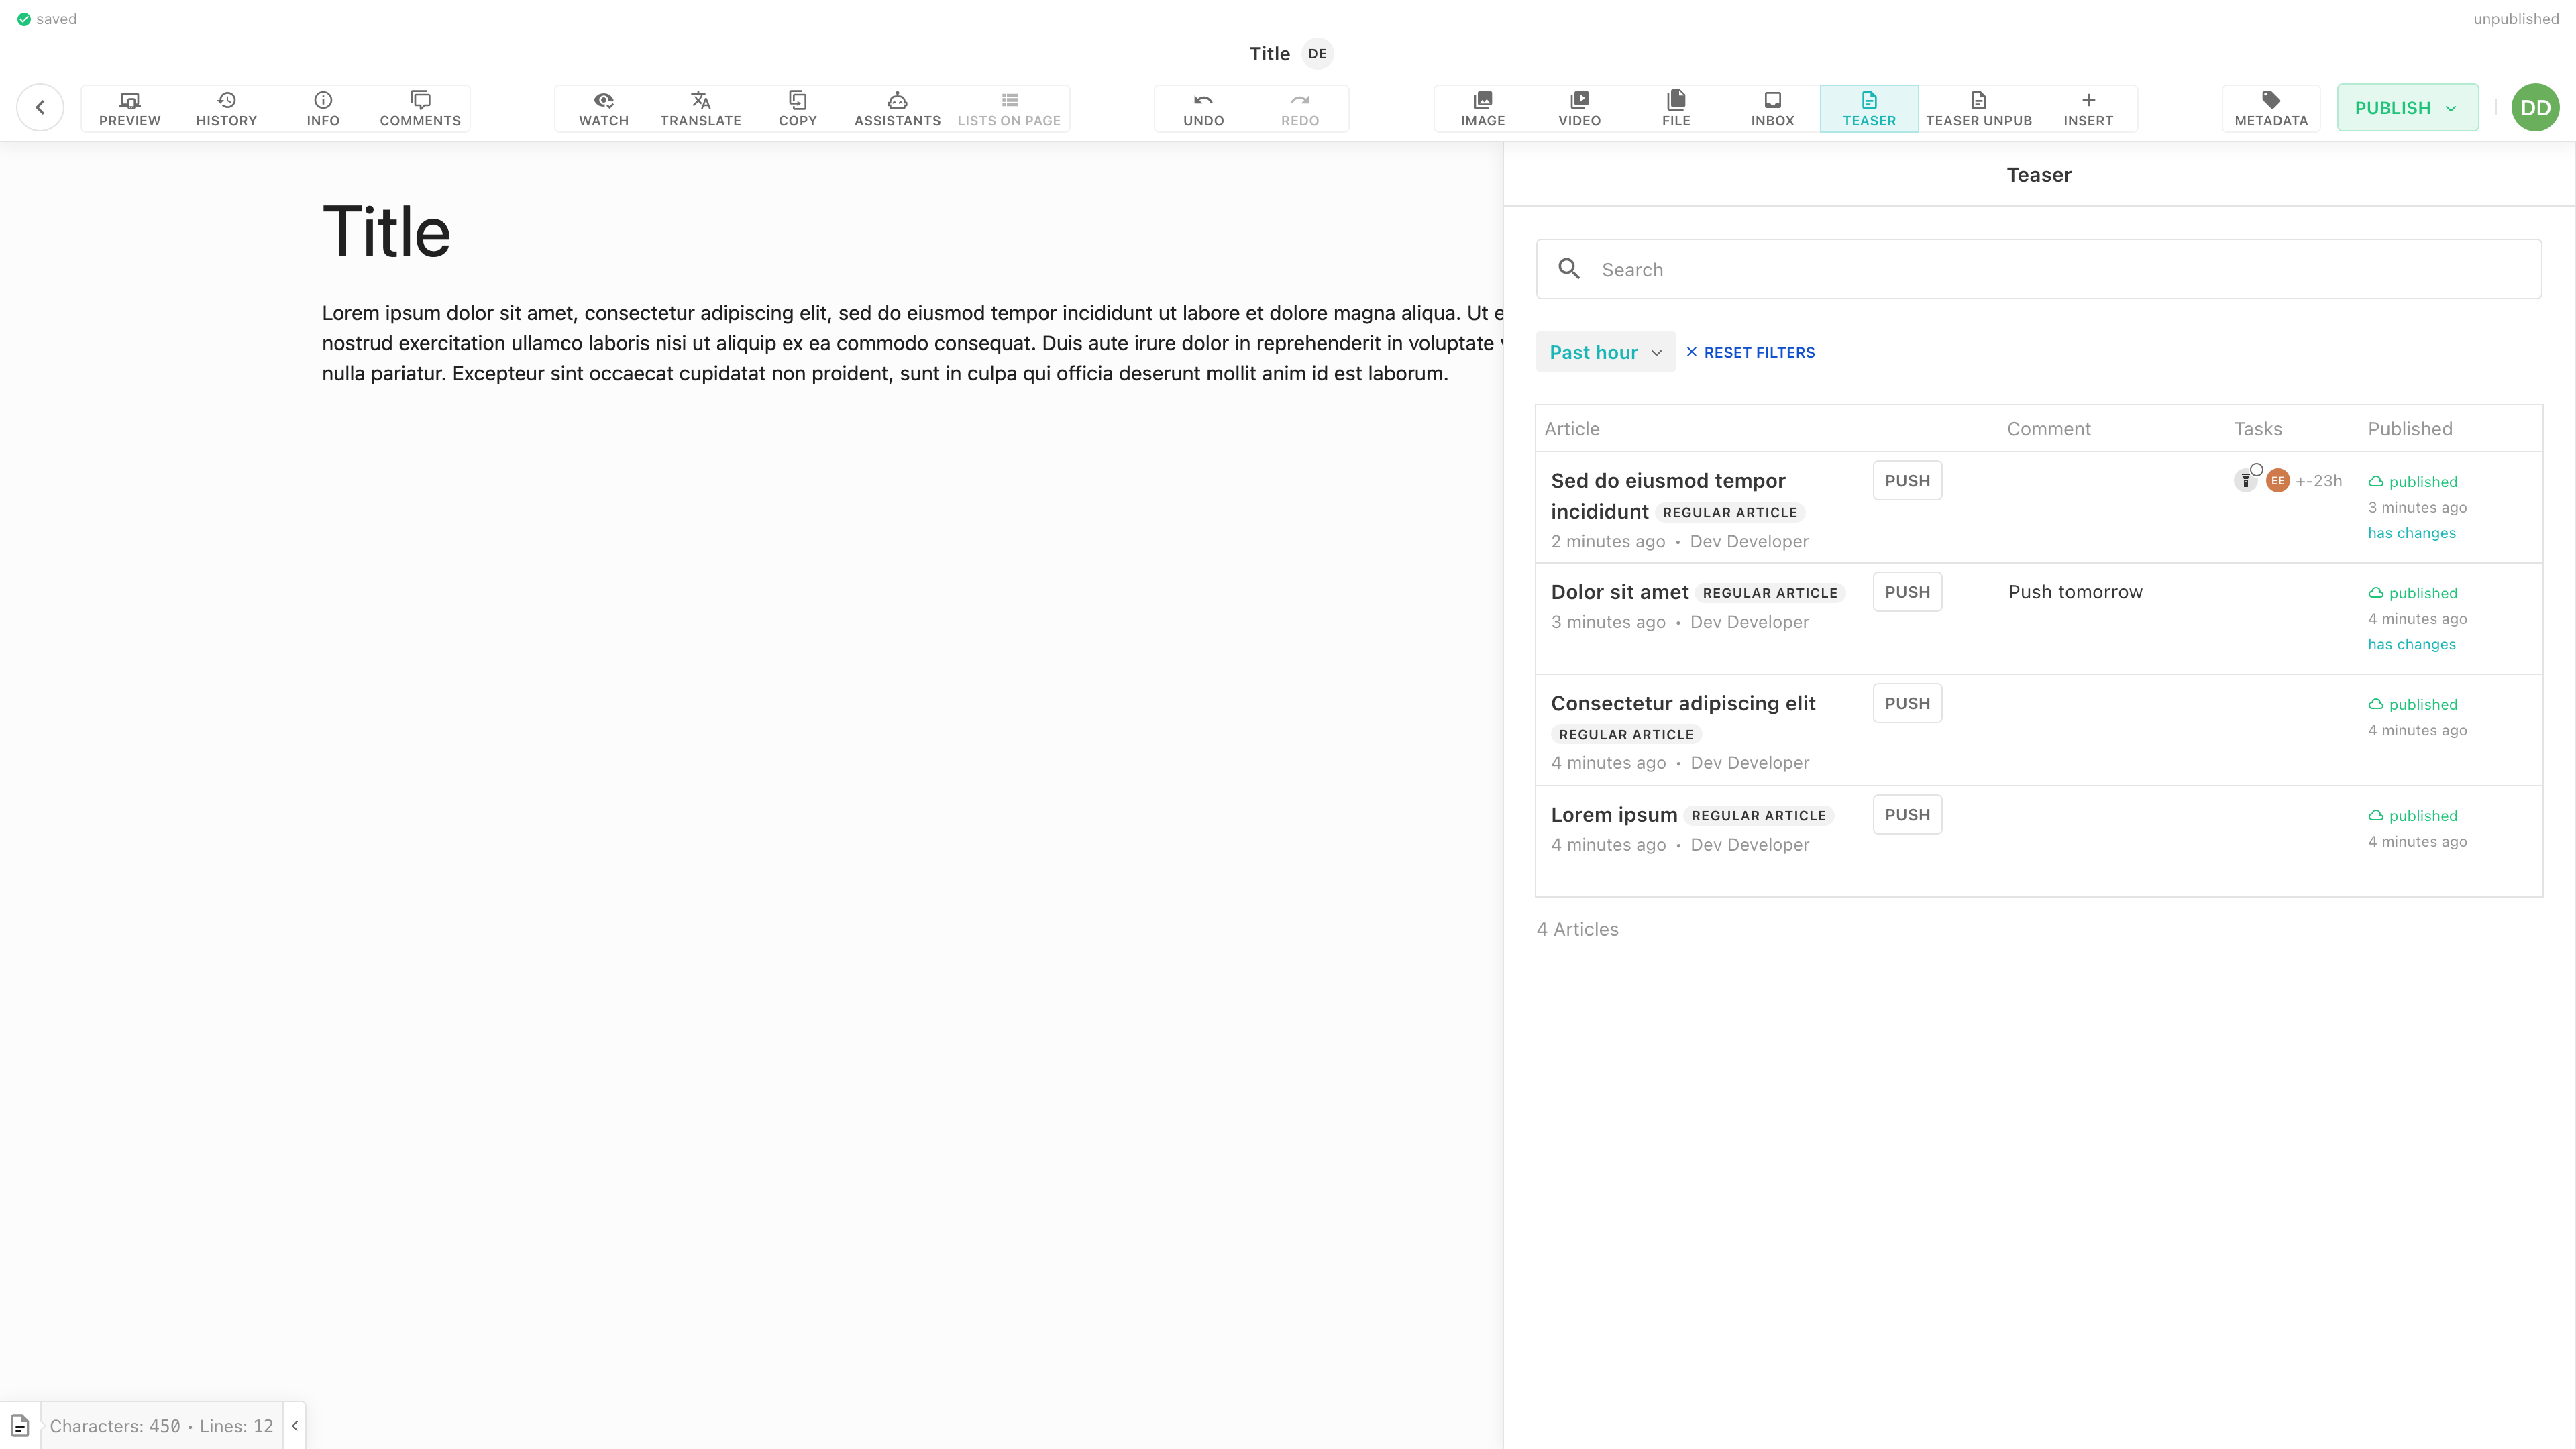 saved
unpublished
Title DE
PREVIEW HISTORY INFO COMMENTS WATCH TRANSLATE COPY ASSISTANTS LISTS ON PAGE UNDO REDO IMAGE VIDEO FILE INBOX TEASER TEASER UNPUB INSERT METADATA PUBLISH DD
Title
Lorem ipsum dolor sit amet, consectetur adipiscing elit, sed do eiusmod tempor incididunt ut labore et dolore magna aliqua. Ut
nostrud exercitation ullamco laboris nisi ut aliquip ex ea commodo consequat. Duis aute irure dolor in reprehenderit in voluptate
nulla pariatur. Excepteur sint occaecat cupidatat non proident, sunt in culpa qui officia deserunt mollit anim id est laborum.
Teaser
Search
Past hour RESET FILTERS
Article Comment Tasks Published
Sed do eiusmod tempor PUSH EE +-23h published
incididunt REGULAR ARTICLE 3 minutes ago
2 minutes ago • Dev Developer has changes
Dolor sit amet REGULAR ARTICLE PUSH Push tomorrow published
3 minutes ago • Dev Developer 4 minutes ago
has changes
Consectetur adipiscing elit PUSH published
REGULAR ARTICLE 4 minutes ago
4 minutes ago • Dev Developer
Lorem ipsum REGULAR ARTICLE PUSH published
4 minutes ago • Dev Developer 4 minutes ago
4 Articles
Characters: 450 • Lines: 12